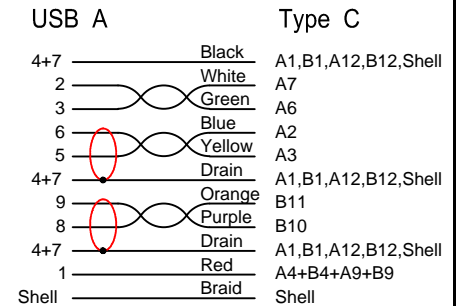 USB A Type C
4+7 Black A1,B1,A12,B12,Shell
2 White A7
3 Green A6
6 Blue A2
5 Yellow A3
4+7 Drain A1,B1,A12,B12,Shell
9 Orange B11
8 Purple B10
4+7 Drain A1,B1,A12,B12,Shell
1 Red A4+B4+A9+B9
Shell Braid Shell